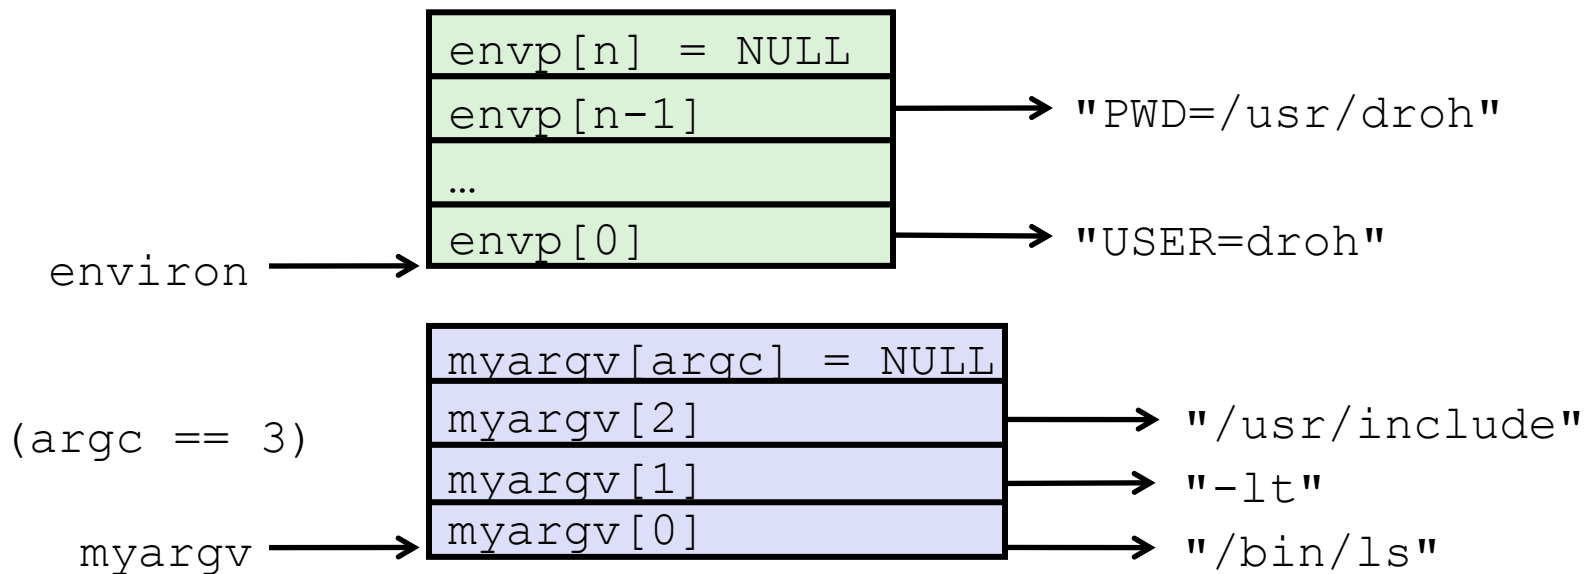 envp[n] = NULL
envp[n-1]
"PWD=/usr/droh"
…
envp[0]
"USER=droh"
environ
myargv[argc] = NULL
myargv[2]
"/usr/include"
(argc == 3)
myargv[1]
"-lt"
myargv[0]
"/bin/ls"
myargv